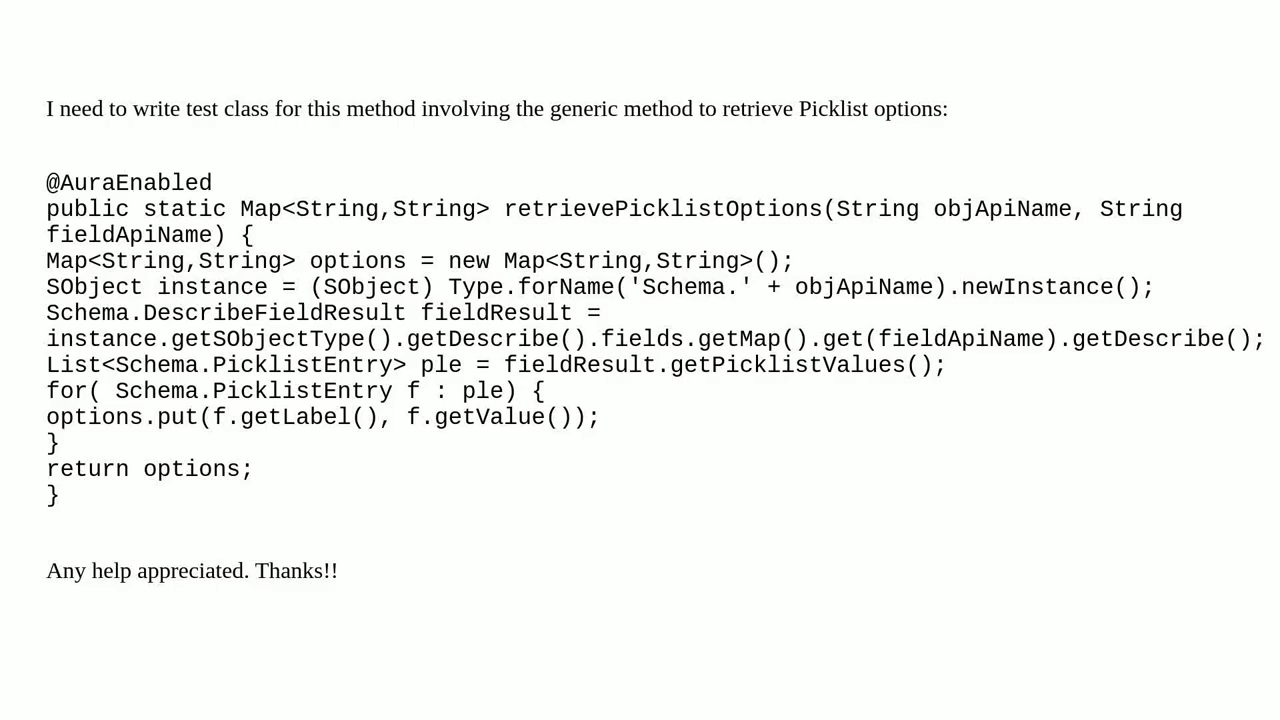 I need to write test class for this method involving the generic method to retrieve Picklist options:
@AuraEnabled
public static Map<String,String> retrievePicklistOptions(String objApiName, String
fieldApiName) {
Map<String,String> options = new Map<String,String>();
SObject instance = (SObject) Type.forName('Schema.' + objApiName).newInstance();
Schema.DescribeFieldResult fieldResult =
instance.getSObjectType().getDescribe().fields.getMap().get(fieldApiName).getDescribe();
List<Schema.PicklistEntry> ple = fieldResult.getPicklistValues();
for( Schema.PicklistEntry f : ple) {
options.put(f.getLabel(), f.getValue());
}
return options;
}
Any help appreciated. Thanks!!